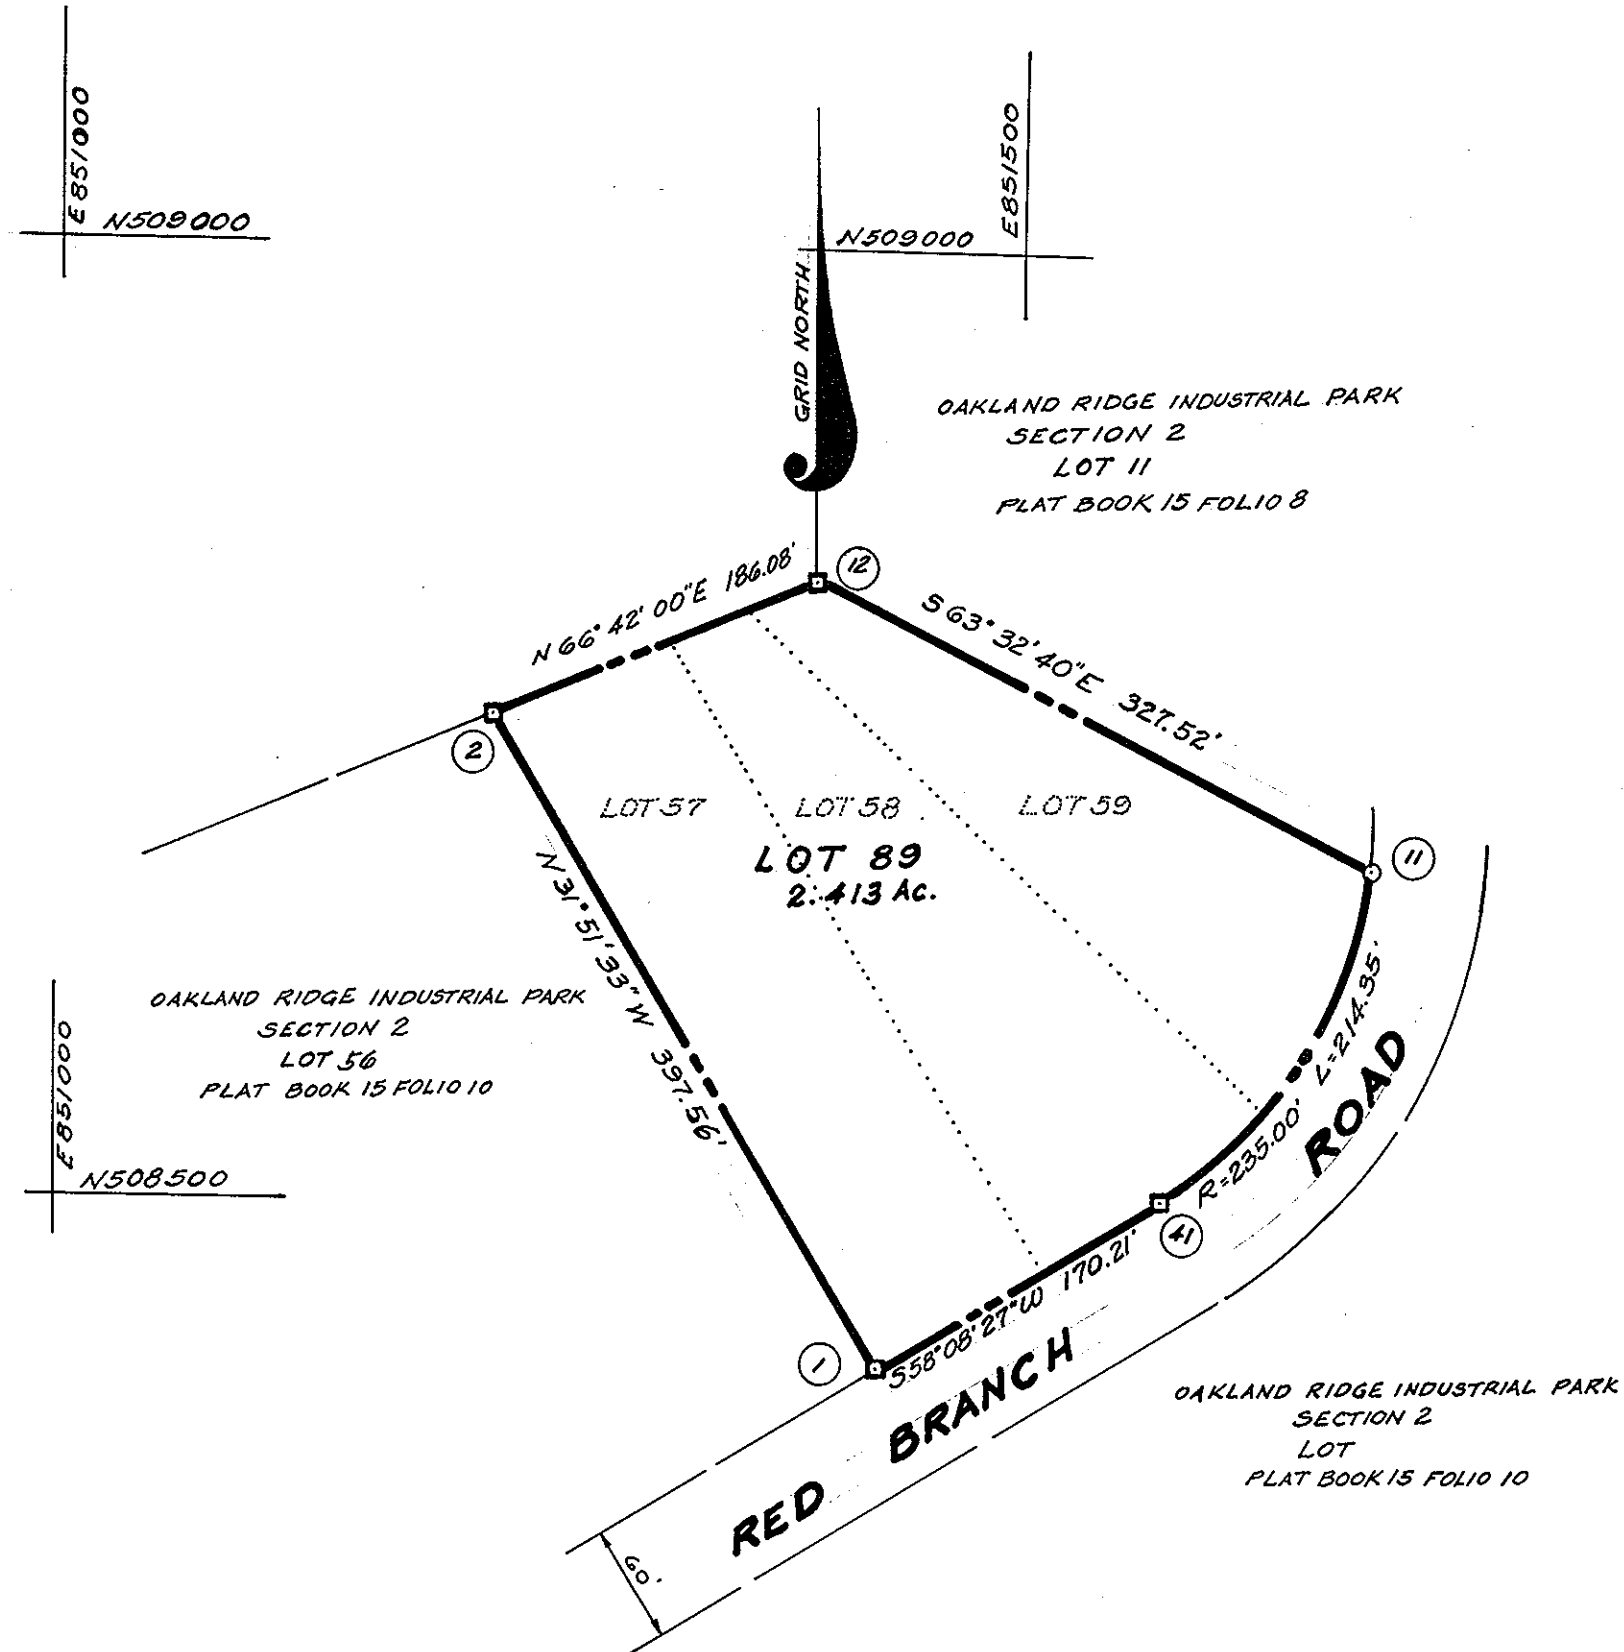 E851000
N509000
E851500
N509000
GRID NORTH
OAKLAND RIDGE INDUSTRIAL PARK
SECTION 2
LOT 11
PLAT BOOK 15 FOLIO 8
12
N 66° 42' 00" E 186.08'
S 63° 32' 40" E 327.52'
2
LOT 57
LOT 58
LOT 59
LOT 89
2.413 AC.
11
N 31° 51' 33" W 397.56'
OAKLAND RIDGE INDUSTRIAL PARK
SECTION 2
LOT 56
PLAT BOOK 15 FOLIO 10
E851000
N508500
R=235.00' L=214.35'
41
S58°08'27"W 170.21'
1
RED BRANCH ROAD
60'
OAKLAND RIDGE INDUSTRIAL PARK
SECTION 2
LOT
PLAT BOOK 15 FOLIO 10